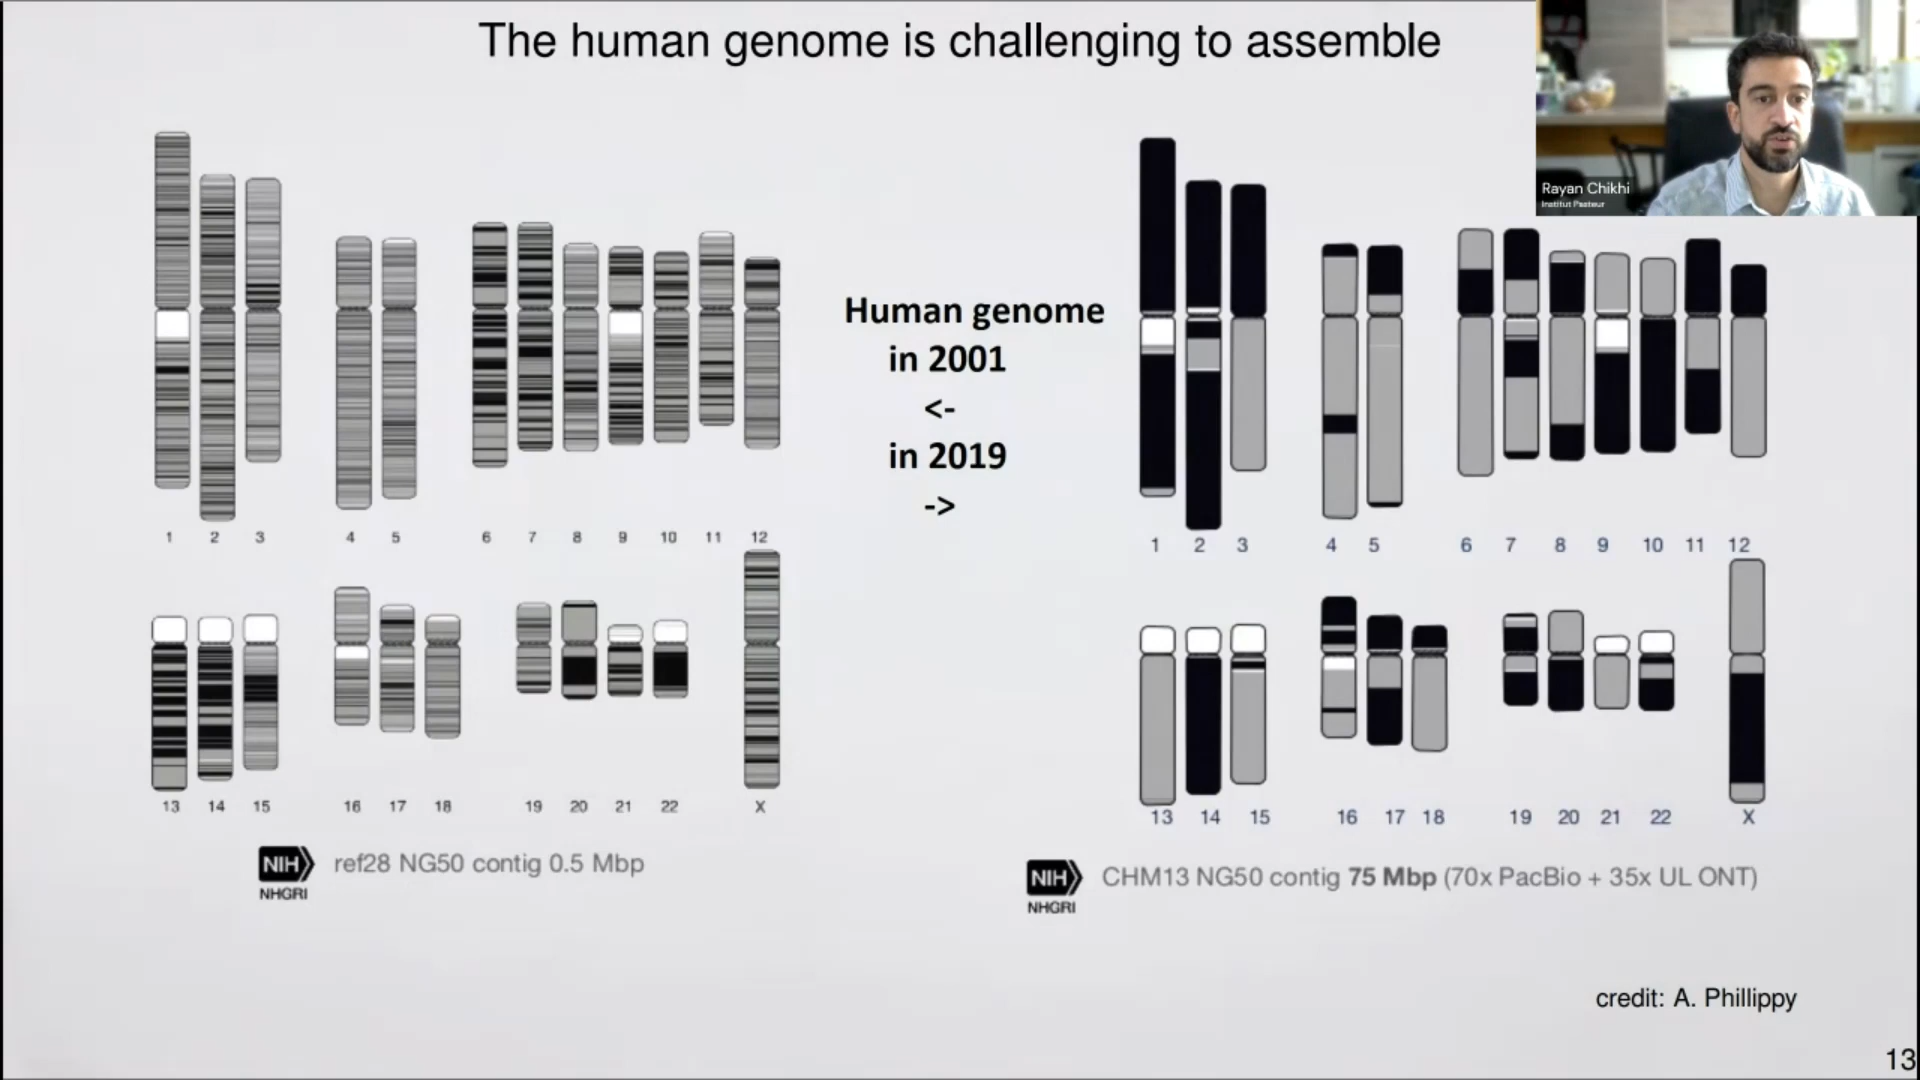 The human genome is challenging to assemble
Rayan Chikhi
Institut Pasteur
Human genome
in 2001
<-
in 2019
->
1 2 3 4 5 6 7 8 9 10 11 12
13 14 15 16 17 18 19 20 21 22 X
NIH
NHGRI
ref28 NG50 contig 0.5 Mbp
1 2 3 4 5 6 7 8 9 10 11 12
13 14 15 16 17 18 19 20 21 22 X
NIH
NHGRI
CHM13 NG50 contig 75 Mbp (70x PacBio + 35x UL ONT)
credit: A. Phillippy
13